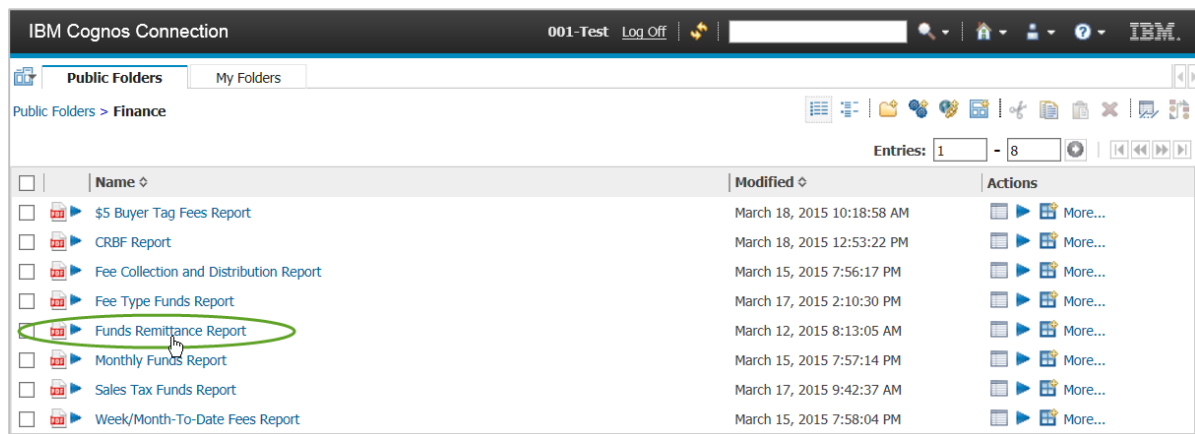 IBM Cognos Connection 001-Test Log Off IBM.
Public Folders My Folders
Public Folders > Finance
Entries: 1 - 8
Name Modified Actions
$5 Buyer Tag Fees Report March 18, 2015 10:18:58 AM More...
CRBF Report March 18, 2015 12:53:22 PM More...
Fee Collection and Distribution Report March 15, 2015 7:56:17 PM More...
Fee Type Funds Report March 17, 2015 2:10:30 PM More...
Funds Remittance Report March 12, 2015 8:13:05 AM More...
Monthly Funds Report March 15, 2015 7:57:14 PM More...
Sales Tax Funds Report March 17, 2015 9:42:37 AM More...
Week/Month-To-Date Fees Report March 15, 2015 7:58:04 PM More...